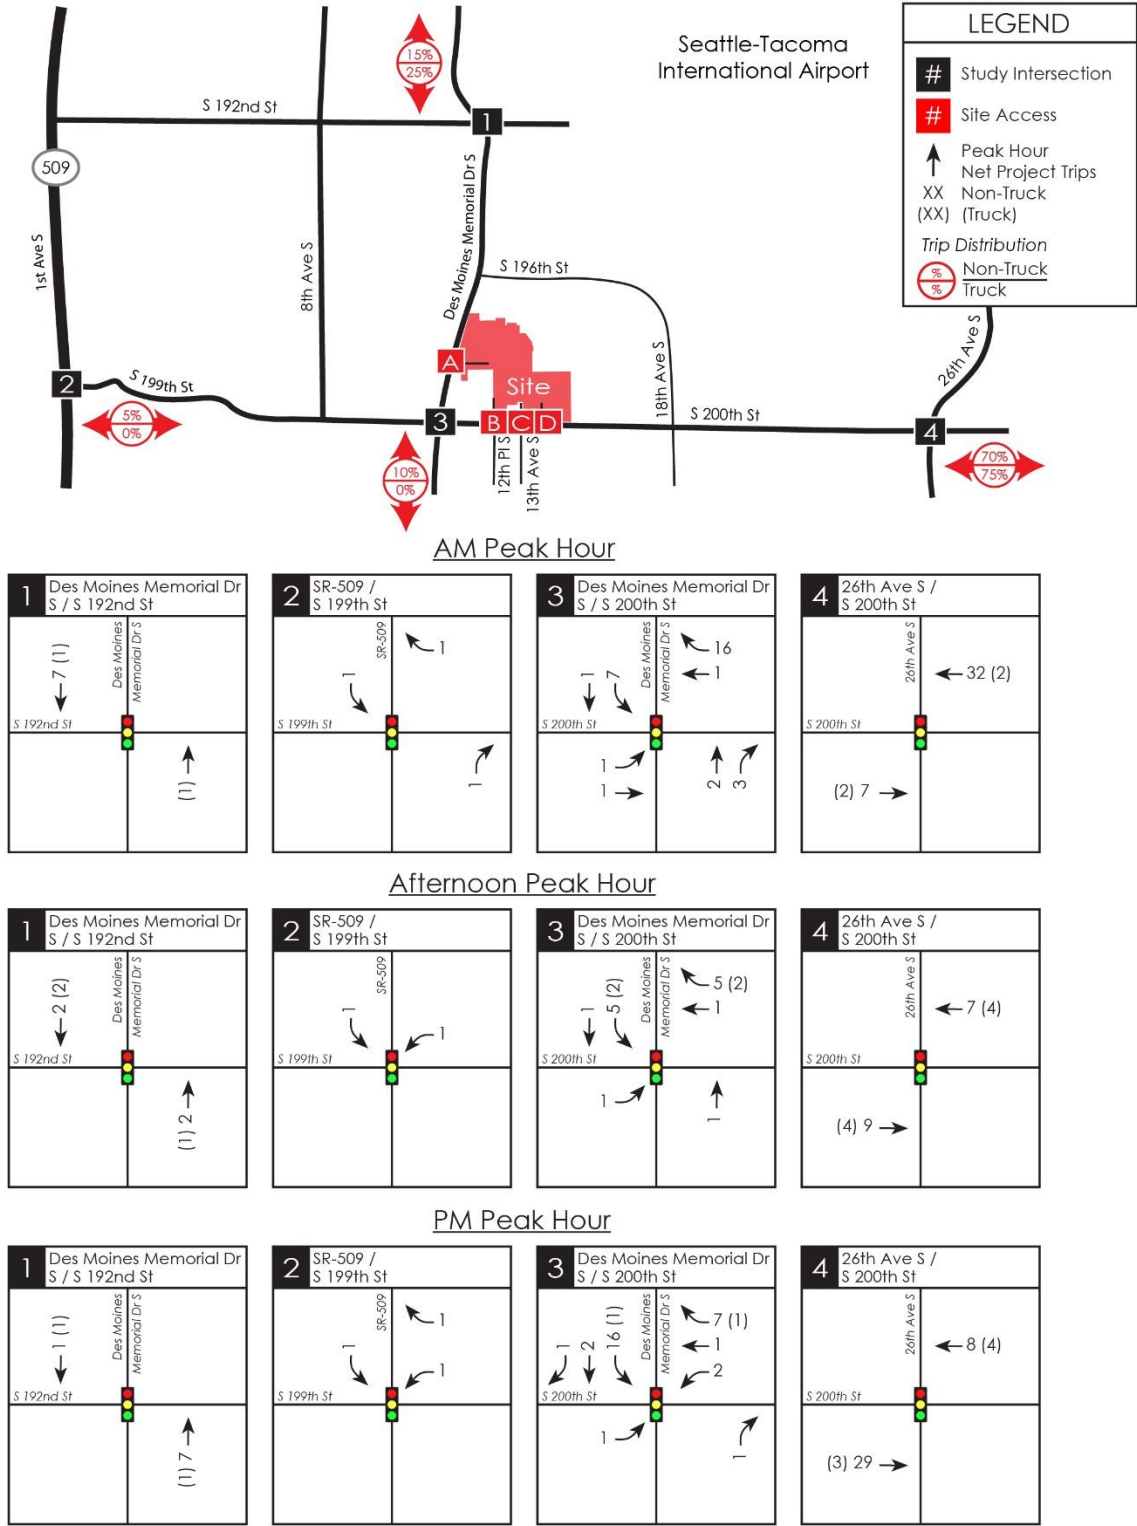 15%
25%
Seattle-Tacoma
International Airport
LEGEND
# Study Intersection
# Site Access
Peak Hour
Net Project Trips
XX Non-Truck
(XX) (Truck)
Trip Distribution
% Non-Truck
% Truck
S 192nd St
1
509
1st Ave S
8th Ave S
Des Moines Memorial Dr S
S 196th St
18th Ave S
26th Ave S
A
Site
2
S 199th St
5%
0%
3
B
C
D
S 200th St
4
10%
0%
12th Pl S
13th Ave S
70%
75%
AM Peak Hour
1 Des Moines Memorial Dr
S / S 192nd St
7 (1)
Des Moines
Memorial Dr S
S 192nd St
(1)
2 SR-509 /
S 199th St
SR-509
1
1
S 199th St
1
3 Des Moines Memorial Dr
S / S 200th St
Des Moines
Memorial Dr S
16
1
1
7
S 200th St
1
1
2
3
4 26th Ave S /
S 200th St
26th Ave S
32 (2)
S 200th St
(2) 7
Afternoon Peak Hour
1 Des Moines Memorial Dr
S / S 192nd St
2 (2)
Des Moines
Memorial Dr S
S 192nd St
(1) 2
2 SR-509 /
S 199th St
SR-509
1
1
S 199th St
3 Des Moines Memorial Dr
S / S 200th St
1
5 (2)
Des Moines
Memorial Dr S
5 (2)
1
S 200th St
1
1
4 26th Ave S /
S 200th St
26th Ave S
7 (4)
S 200th St
(4) 9
PM Peak Hour
1 Des Moines Memorial Dr
S / S 192nd St
1 (1)
Des Moines
Memorial Dr S
S 192nd St
(1) 7
2 SR-509 /
S 199th St
SR-509
1
1
1
S 199th St
3 Des Moines Memorial Dr
S / S 200th St
1
2
16 (1)
Des Moines
Memorial Dr S
7 (1)
1
2
S 200th St
1
1
4 26th Ave S /
S 200th St
26th Ave S
8 (4)
S 200th St
(3) 29